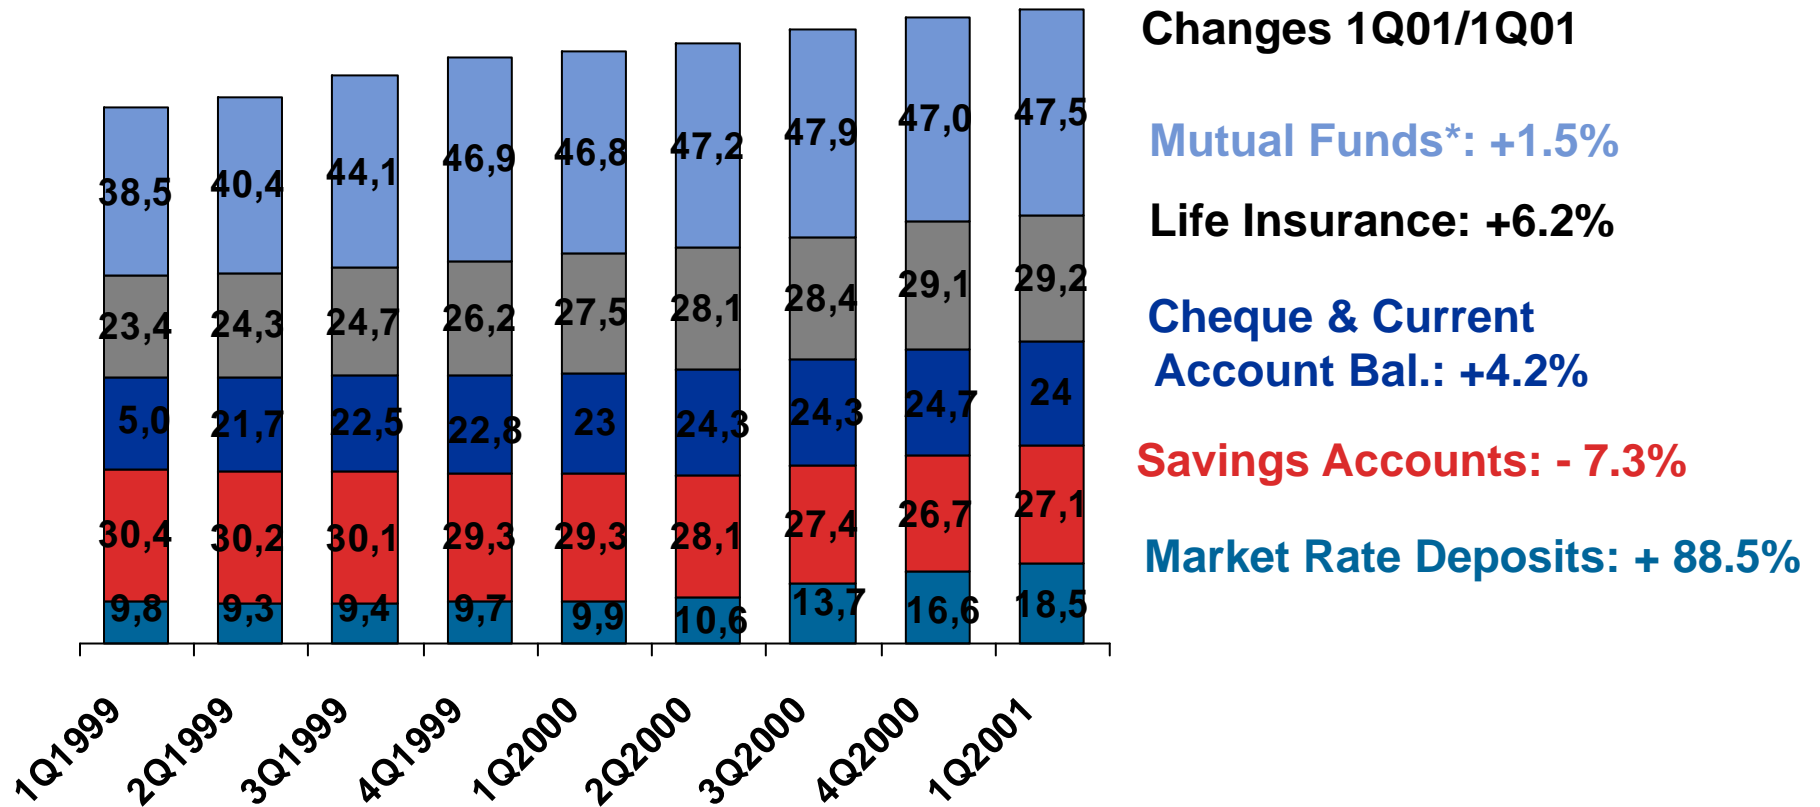 Changes 1Q01/1Q01
38,5 40,4 44,1 46,9 46,8 47,2 47,9 47,0 47,5
Mutual Funds*: +1.5%
23,4 24,3 24,7 26,2 27,5 28,1 28,4 29,1 29,2
Life Insurance: +6.2%
5,0 21,7 22,5 22,8 23 24,3 24,3 24,7 24
Cheque & Current
Account Bal.: +4.2%
30,4 30,2 30,1 29,3 29,3 28,1 27,4 26,7 27,1
Savings Accounts: - 7.3%
9,8 9,3 9,4 9,7 9,9 10,6 13,7 16,6 18,5
Market Rate Deposits: + 88.5%
1Q1999 2Q1999 3Q1999 4Q1999 1Q2000 2Q2000 3Q2000 4Q2000 1Q2001